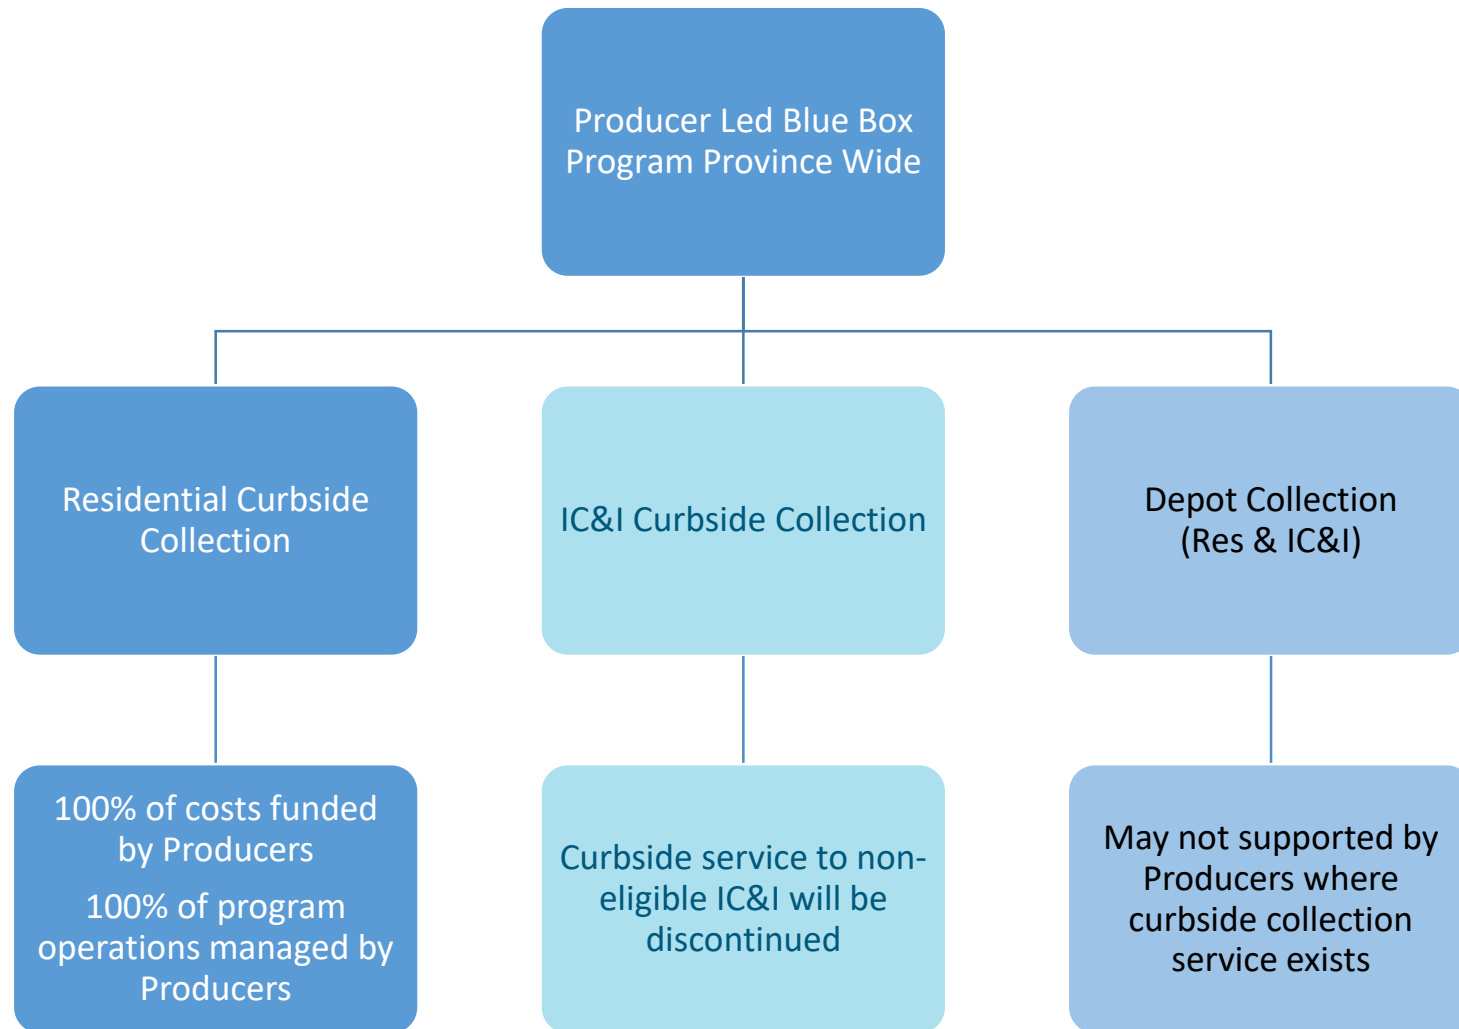 Producer Led Blue Box
Program Province Wide
Residential Curbside
Collection
IC&I Curbside Collection
Depot Collection
(Res & IC&I)
100% of costs funded
by Producers
100% of program
operations managed by
Producers
Curbside service to non-
eligible IC&I will be
discontinued
May not supported by
Producers where
curbside collection
service exists